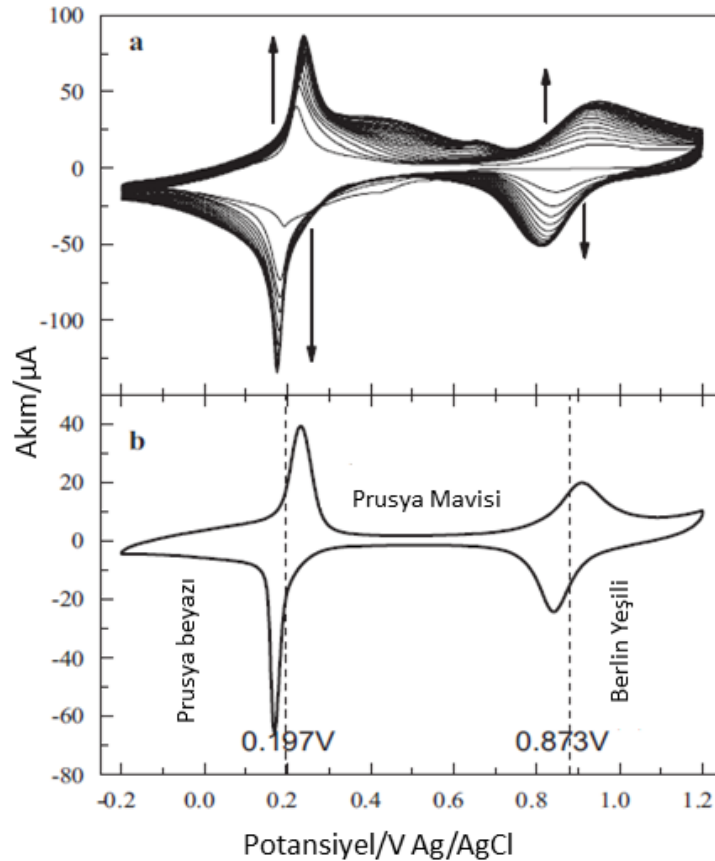 a
100
50
0
-50
-100
Akım/µA
b
40
20
0
-20
-40
-60
-80
Prusya Mavisi
Prusya beyazı
Berlin Yeşili
0.197V
0.873V
-0.2 0.0 0.2 0.4 0.6 0.8 1.0 1.2
Potansiyel/V Ag/AgCl